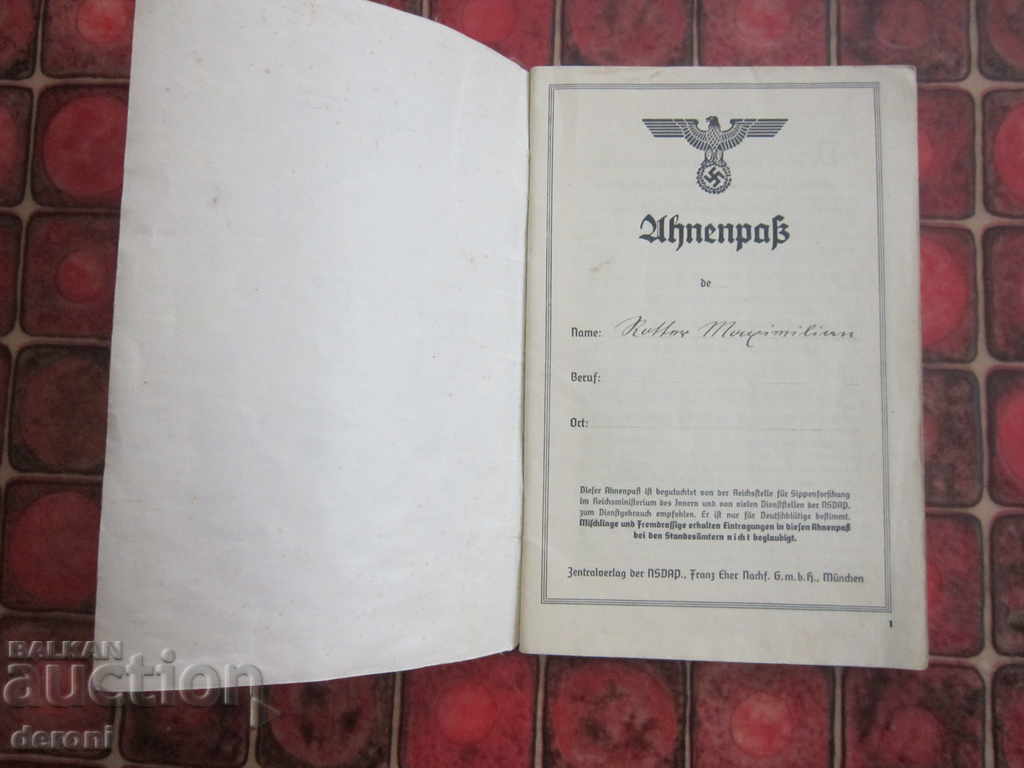 Ahnenpaß
de
Name: Rotter Maximilian
Beruf:
Ort:
Dieser Ahnenpaß ist begutachtet von der Reichsstelle für Sippenforschung
im Reichsministerium des Innern und von vielen Dienststellen der NSDAP.
zum Dienstgebrauch empfohlen. Er ist nur für Deutschblütige bestimmt.
Mischlinge und Fremdrassige erhalten Eintragungen in diesen Ahnenpaß
bei den Standesämtern nicht beglaubigt.
Zentralverlag der NSDAP., Franz Eher Nachf. G.m.b.H., München
1
BALKAN
auction
deroni